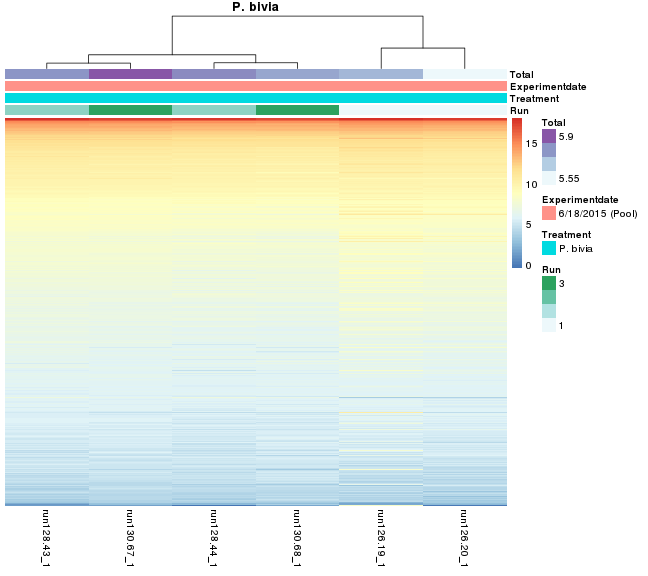 P. bivia
Total
Experimentdate
Treatment
Run
15
10
5
0
Total
5.9
5.55
Experimentdate
6/18/2015 (Pool)
Treatment
P. bivia
Run
3
1
run128.43_1
run130.67_1
run128.44_1
run130.68_1
run126.19_1
run126.20_1